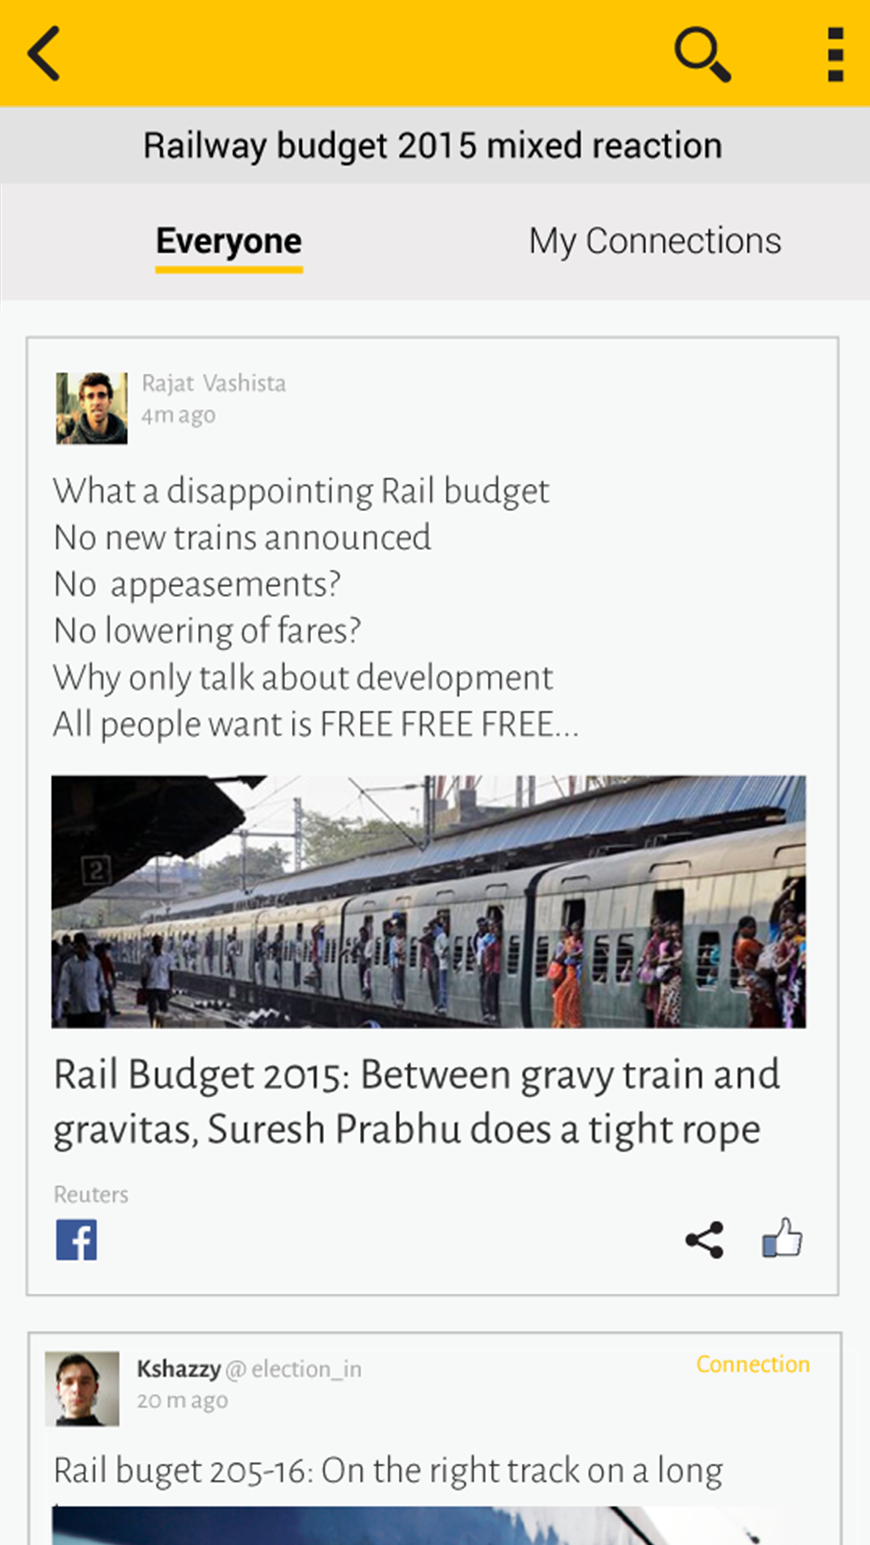 Railway budget 2015 mixed reaction
Everyone
My Connections
Rajat Vashista
4m ago
What a disappointing Rail budget
No new trains announced
No appeasements?
No lowering of fares?
Why only talk about development
All people want is FREE FREE FREE...
2
Rail Budget 2015: Between gravy train and
gravitas, Suresh Prabhu does a tight rope
Reuters
f
Kshazzy @ election_in
Connection
20 m ago
Rail buget 205-16: On the right track on a long